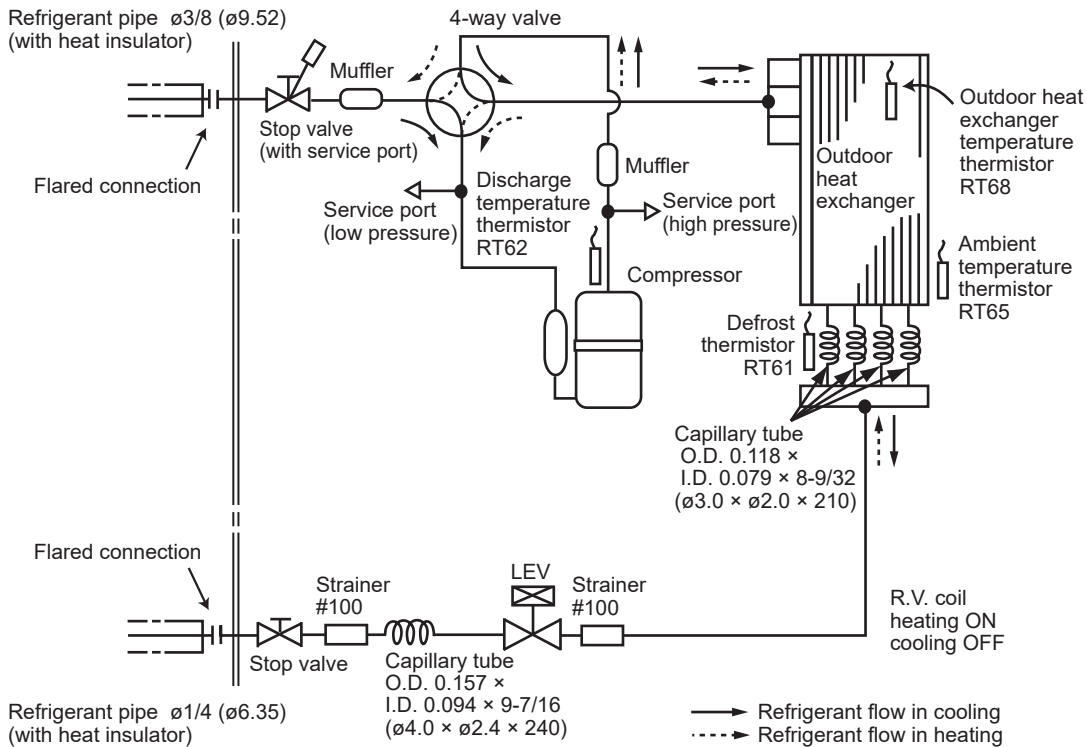 Refrigerant pipe ø3/8 (ø9.52)
(with heat insulator)
4-way valve
Muffler
Stop valve
(with service port)
Flared connection
Service port
(low pressure)
Discharge
temperature
thermistor
RT62
Muffler
Service port
(high pressure)
Compressor
Outdoor
heat
exchanger
Outdoor heat
exchanger
temperature
thermistor
RT68
Ambient
temperature
thermistor
RT65
Defrost
thermistor
RT61
Capillary tube
O.D. 0.118 ×
I.D. 0.079 × 8-9/32
(ø3.0 × ø2.0 × 210)
Flared connection
Strainer
#100
LEV
Strainer
#100
R.V. coil
heating ON
cooling OFF
Stop valve
Capillary tube
O.D. 0.157 ×
I.D. 0.094 × 9-7/16
(ø4.0 × ø2.4 × 240)
Refrigerant pipe ø1/4 (ø6.35)
(with heat insulator)
Refrigerant flow in cooling
Refrigerant flow in heating